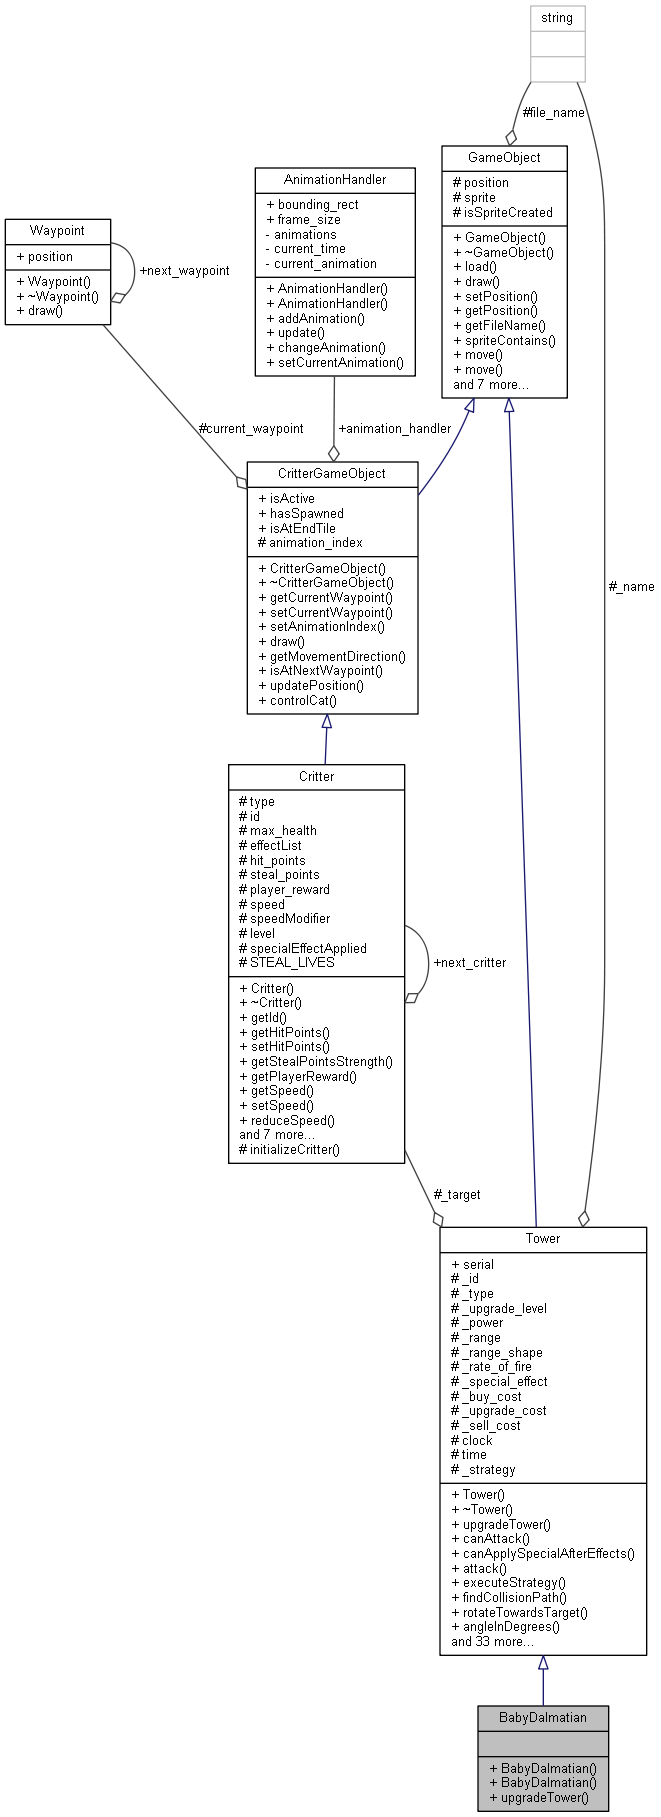 string
#file_name
GameObject
# position
# sprite
# isSpriteCreated
+ GameObject()
+ ~GameObject()
+ load()
+ draw()
+ setPosition()
+ getPosition()
+ getFileName()
+ spriteContains()
+ move()
+ move()
and 7 more...
AnimationHandler
+ bounding_rect
+ frame_size
- animations
- current_time
- current_animation
+ AnimationHandler()
+ AnimationHandler()
+ addAnimation()
+ update()
+ changeAnimation()
+ setCurrentAnimation()
Waypoint
+ position
+ Waypoint()
+ ~Waypoint()
+ draw()
+next_waypoint
#current_waypoint
+animation_handler
CritterGameObject
+ isActive
+ hasSpawned
+ isAtEndTile
# animation_index
+ CritterGameObject()
+ ~CritterGameObject()
+ getCurrentWaypoint()
+ setCurrentWaypoint()
+ setAnimationIndex()
+ draw()
+ getMovementDirection()
+ isAtNextWaypoint()
+ updatePosition()
+ controlCat()
#_name
Critter
# type
# id
# max_health
# effectList
# hit_points
# steal_points
# player_reward
# speed
# speedModifier
# level
# specialEffectApplied
# STEAL_LIVES
+ Critter()
+ ~Critter()
+ getId()
+ getHitPoints()
+ setHitPoints()
+ getStealPointsStrength()
+ getPlayerReward()
+ getSpeed()
+ setSpeed()
+ reduceSpeed()
and 7 more...
# initializeCritter()
+next_critter
#_target
Tower
+ serial
# _id
# _type
# _upgrade_level
# _power
# _range
# _range_shape
# _rate_of_fire
# _special_effect
# _buy_cost
# _upgrade_cost
# _sell_cost
# clock
# time
# _strategy
+ Tower()
+ ~Tower()
+ upgradeTower()
+ canAttack()
+ canApplySpecialAfterEffects()
+ attack()
+ executeStrategy()
+ findCollisionPath()
+ rotateTowardsTarget()
+ angleInDegrees()
and 33 more...
BabyDalmatian
+ BabyDalmatian()
+ BabyDalmatian()
+ upgradeTower()